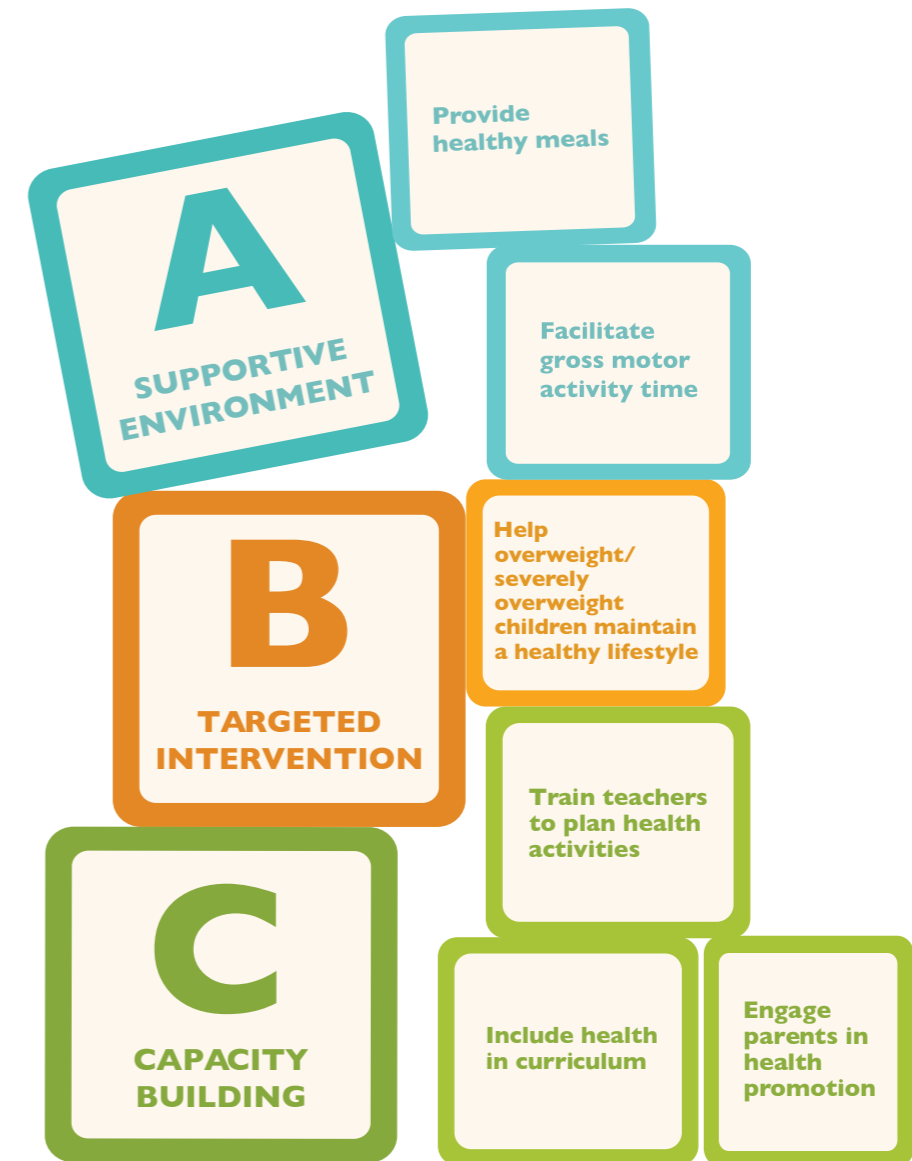 Provide
healthy meals
A
SUPPORTIVE
ENVIRONMENT
Facilitate
gross motor
activity time
B
TARGETED
INTERVENTION
Help
overweight/
severely
overweight
children maintain
a healthy lifestyle
Train teachers
to plan health
activities
C
CAPACITY
BUILDING
Include health
in curriculum
Engage
parents in
health
promotion